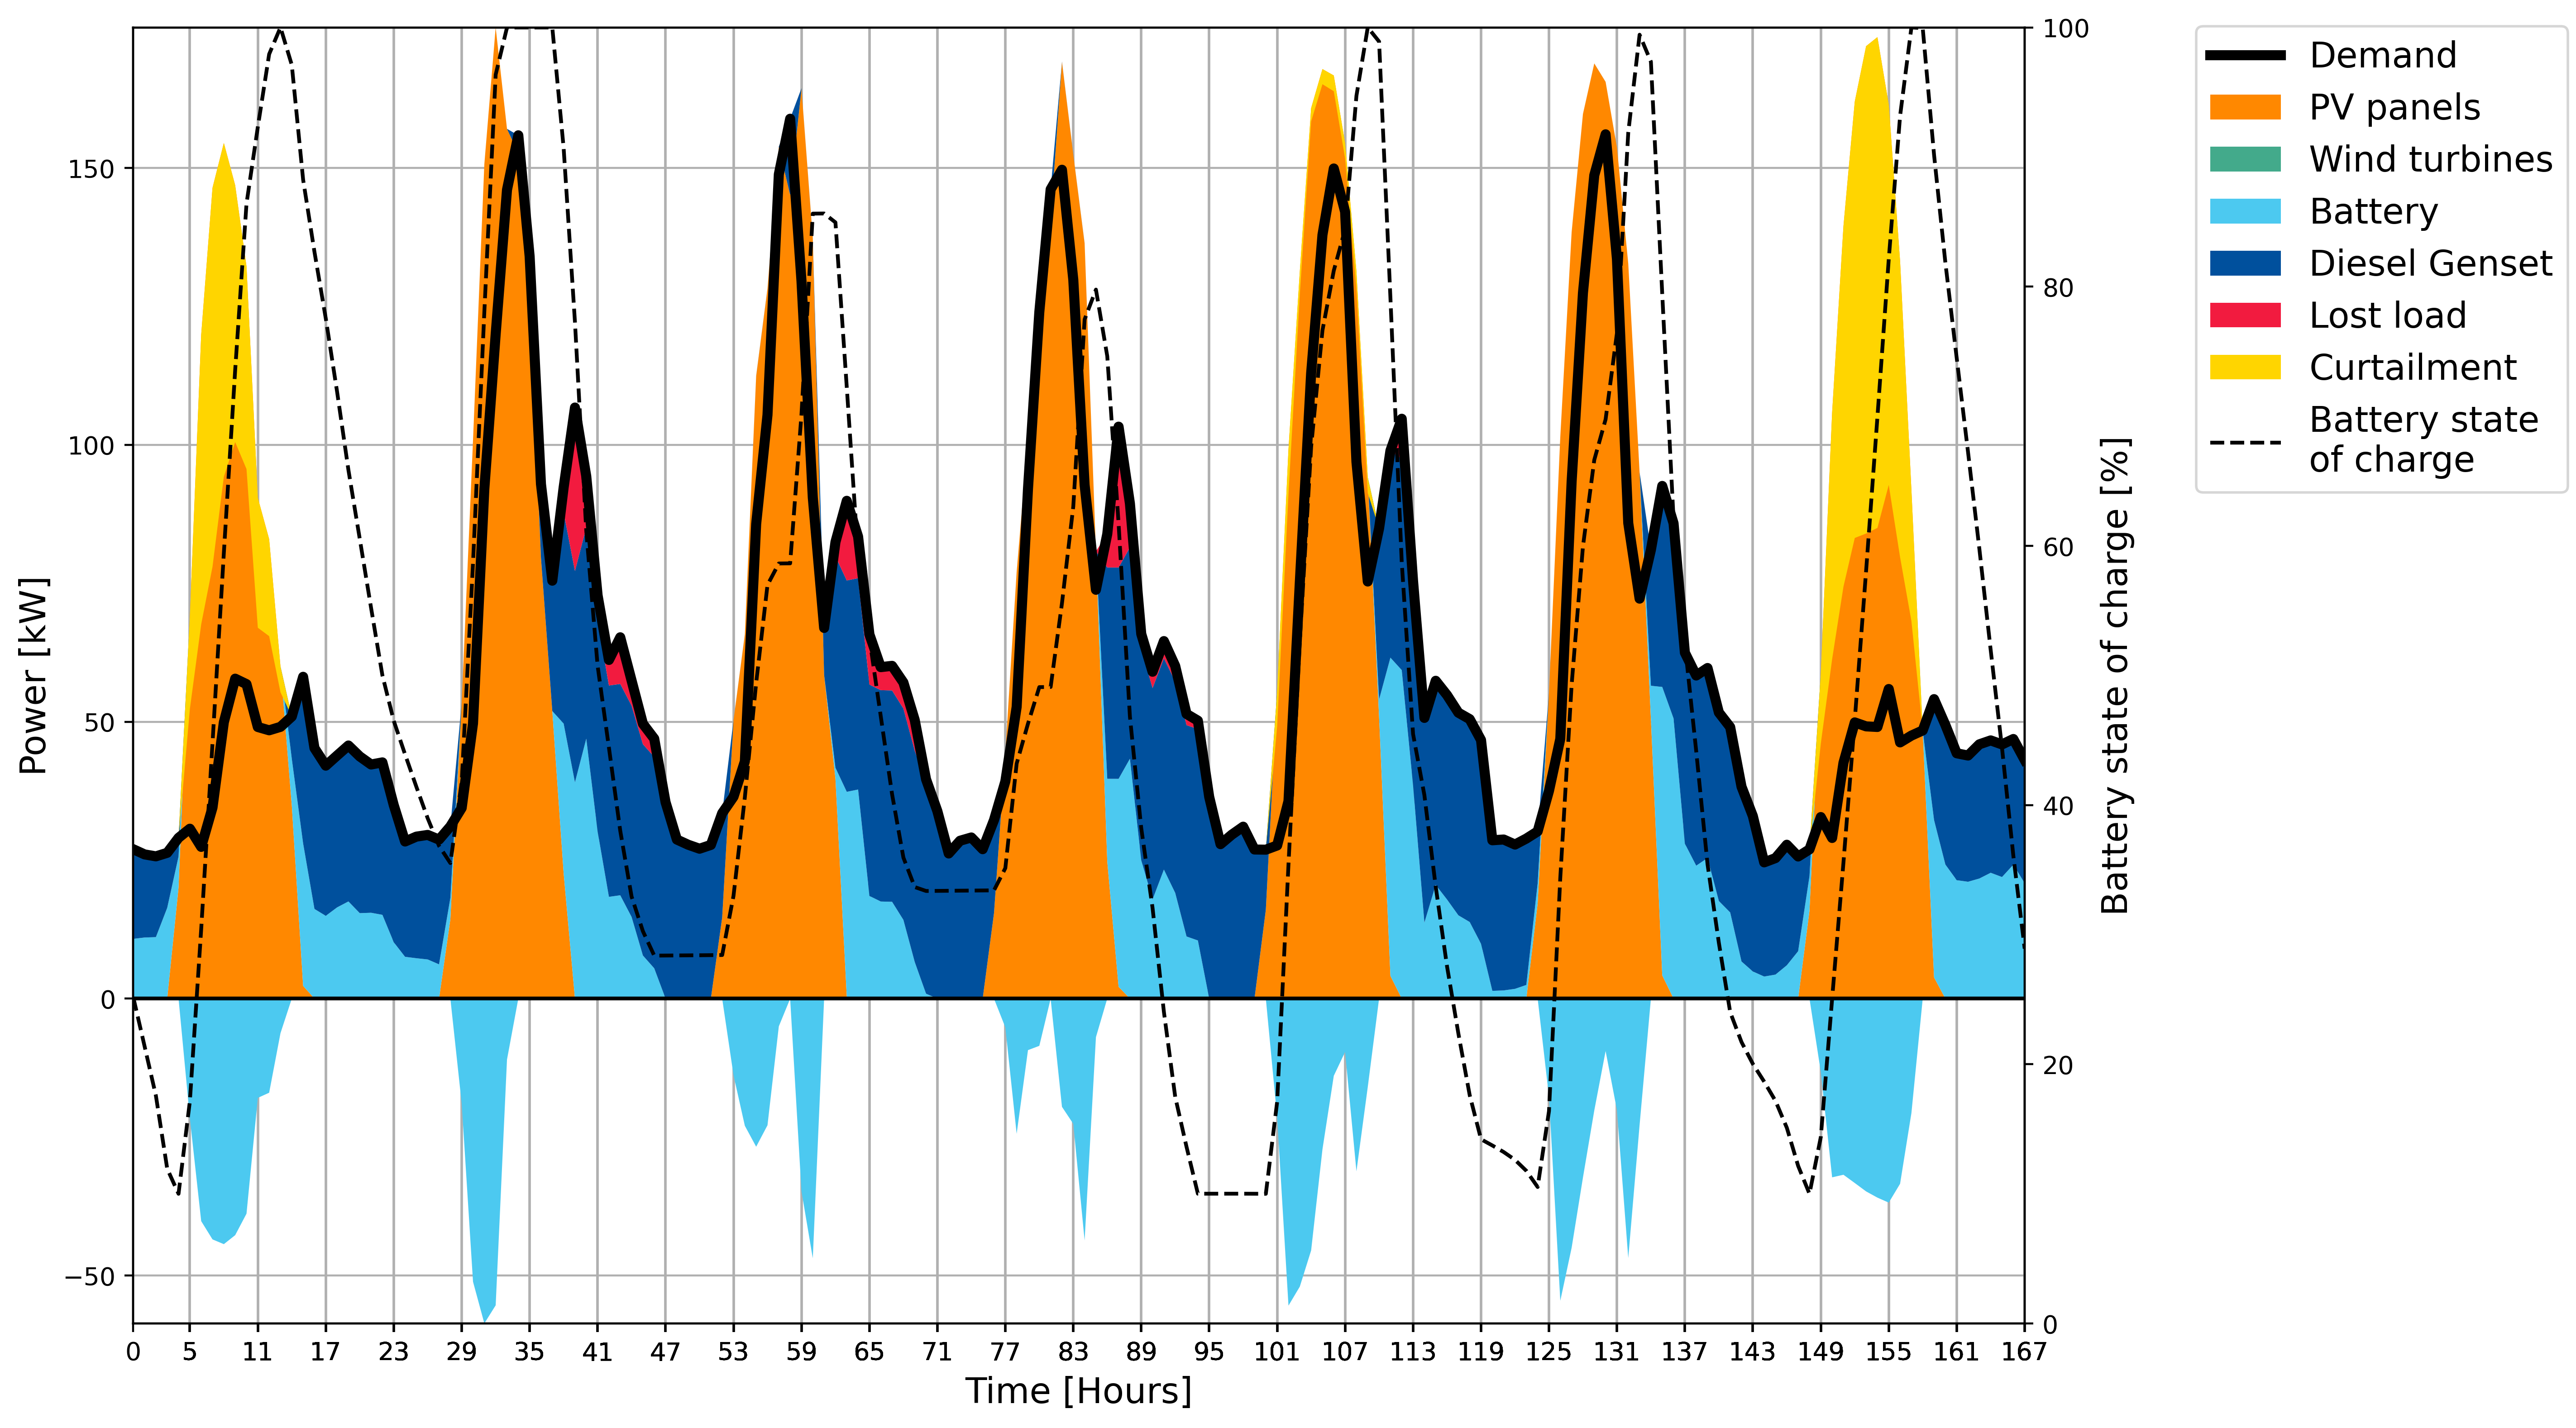 100
Demand
PV panels
150
Wind turbines
Battery
Diesel Genset
80
Lost load
Curtailment
Battery state
of charge
100
60
Power [kW]
Battery state of charge [%]
50
40
0
20
−50
0
0 5 11 17 23 29 35 41 47 53 59 65 71 77 83 89 95 101 107 113 119 125 131 137 143 149 155 161 167
Time [Hours]